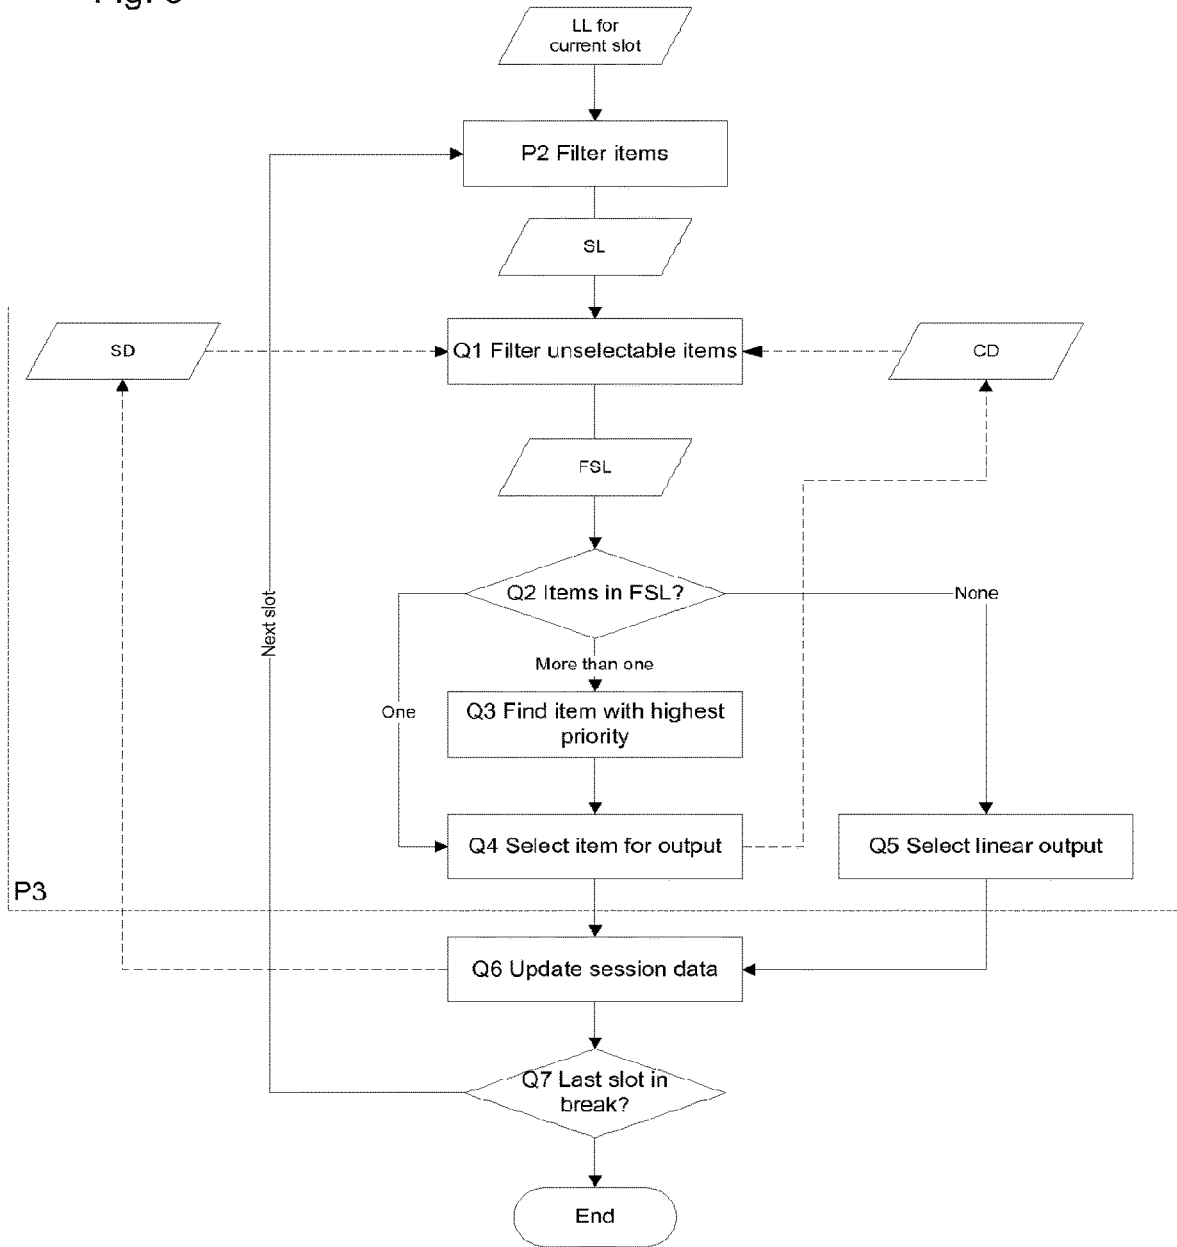 LL for
current slot
P2 Filter items
SL
SD
Q1 Filter unselectable items
CD
FSL
Q2 Items in FSL?
None
Next slot
More than one
One
Q3 Find item with highest
priority
Q4 Select item for output
Q5 Select linear output
P3
Q6 Update session data
Q7 Last slot in
break?
End